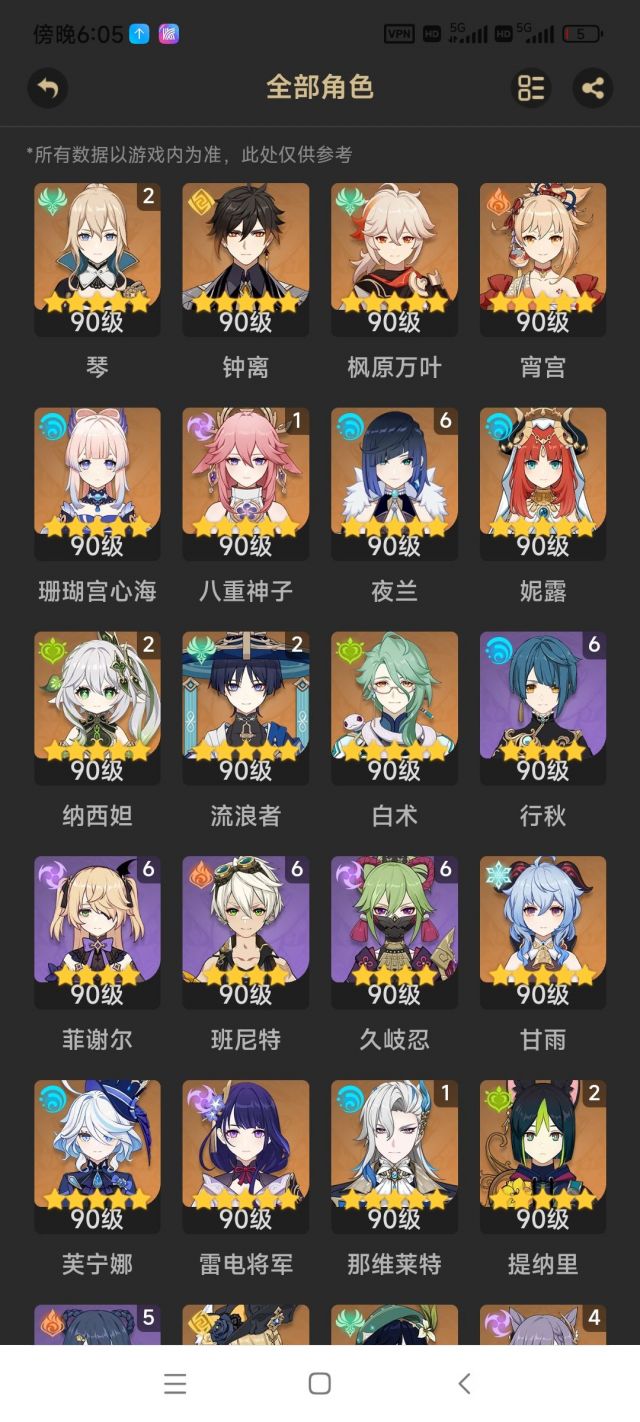 傍晚6:05
VPN HD 5G HD 5G 5
全部角色
*所有数据以游戏内为准，此处仅供参考
2
90级 90级 90级 90级
琴 钟离 枫原万叶 宵宫
1 6
90级 90级 90级 90级
珊瑚宫心海 八重神子 夜兰 妮露
2 2 6
90级 90级 90级 90级
纳西妲 流浪者 白术 行秋
6 6 6
90级 90级 90级 90级
菲谢尔 班尼特 久岐忍 甘雨
1 2
90级 90级 90级 90级
芙宁娜 雷电将军 那维莱特 提纳里
5 4